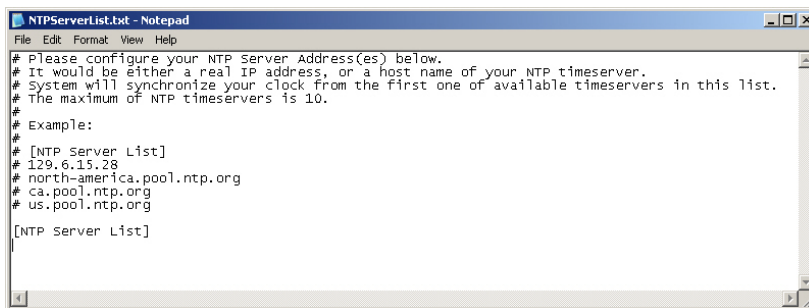 NTPServerList.txt - Notepad
File Edit Format View Help
# Please configure your NTP Server Address(es) below.
# It would be either a real IP address, or a host name of your NTP timeserver.
# System will synchronize your clock from the first one of available timeservers in this list.
# The maximum of NTP timeservers is 10.
#
# Example:
#
# [NTP Server List]
# 129.6.15.28
# north-america.pool.ntp.org
# ca.pool.ntp.org
# us.pool.ntp.org
[NTP Server List]